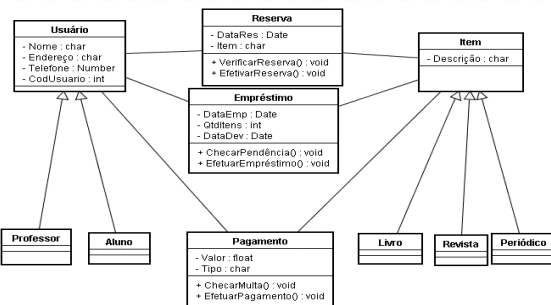 Usuário
- Nome : char
- Endereço : char
- Telefone : Number
- CodUsuario : int
Reserva
- DataRes : Date
- Item : char
+ VerificarReserva() : void
+ EfetivarReserva() : void
Item
- Descrição : char
Empréstimo
- DataEmp : Date
- QtdItens : int
- DataDev : Date
+ ChecarPendência() : void
+ EfetuarEmpréstimo() : void
Professor
Aluno
Pagamento
- Valor : float
- Tipo : char
+ ChecarMulta() : void
+ EfetuarPagamento() : void
Livro
Revista
Periódico